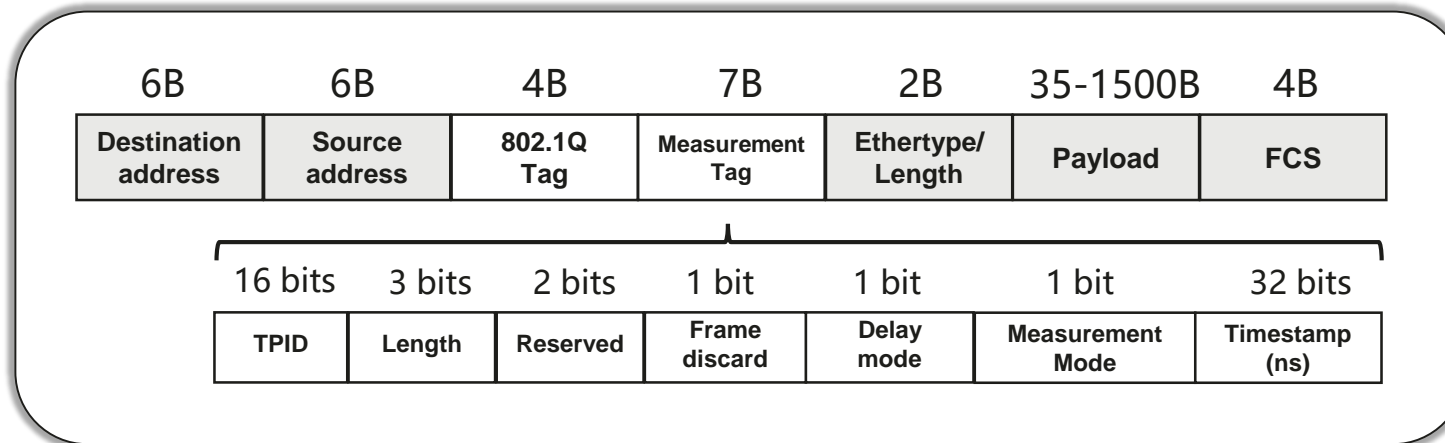 6B 6B 4B 7B 2B 35-1500B 4B
Destination address
Source address
802.1Q Tag
Measurement Tag
Ethertype/ Length
Payload
FCS
16 bits 3 bits 2 bits 1 bit 1 bit 1 bit 32 bits
TPID
Length
Reserved
Frame discard
Delay mode
Measurement Mode
Timestamp (ns)